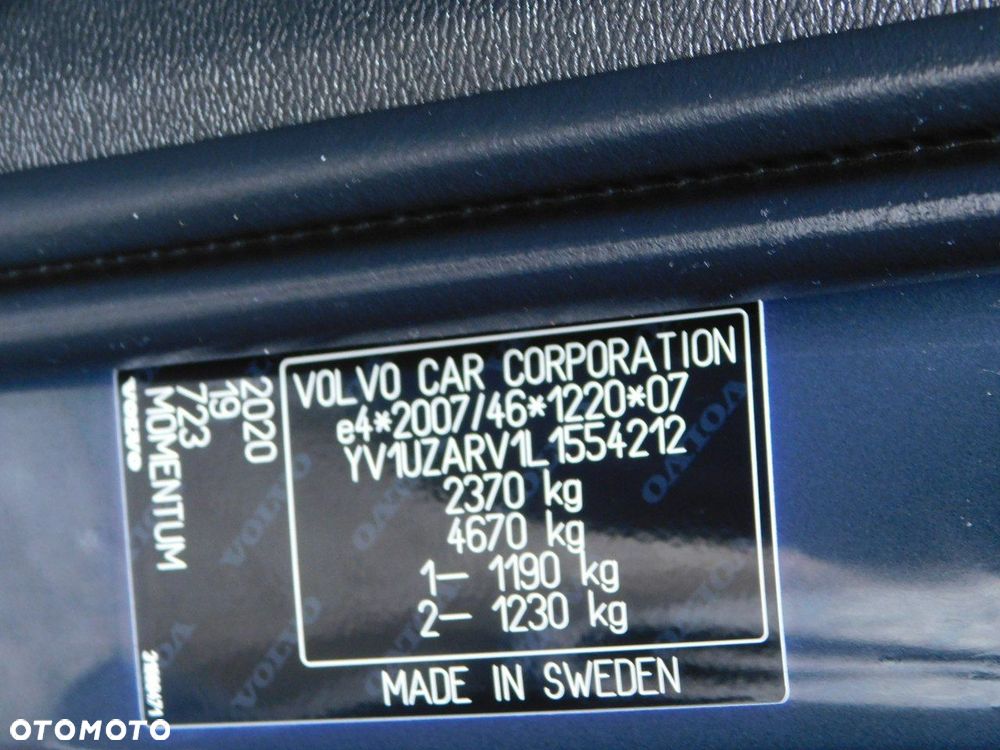 VOLVO CAR CORPORATION
e4*2007/46*1220*07
YV1UZARV1L1554212
2370 kg
4670 kg
1– 1190 kg
2– 1230 kg
MADE IN SWEDEN
2020
19
723
MOMENTUM
VOLVO
OTOMOTO